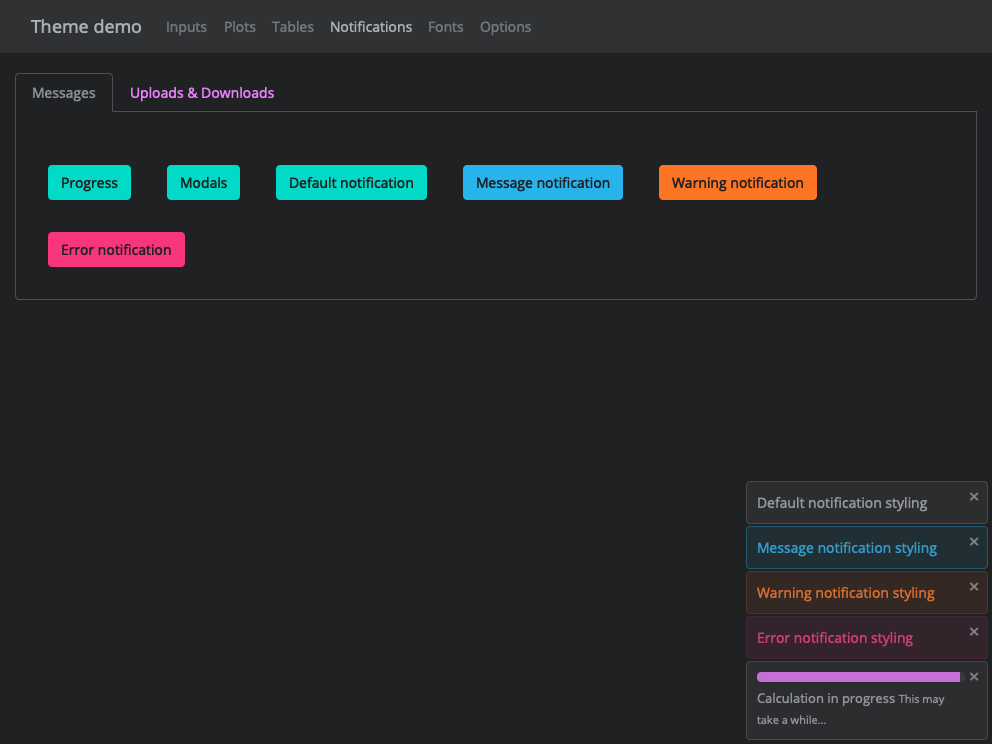 Theme demo Inputs Plots Tables Notifications Fonts Options
Messages Uploads & Downloads
Progress Modals Default notification Message notification Warning notification
Error notification
Default notification styling ×
Message notification styling ×
Warning notification styling ×
Error notification styling ×
×
Calculation in progress This may
take a while...